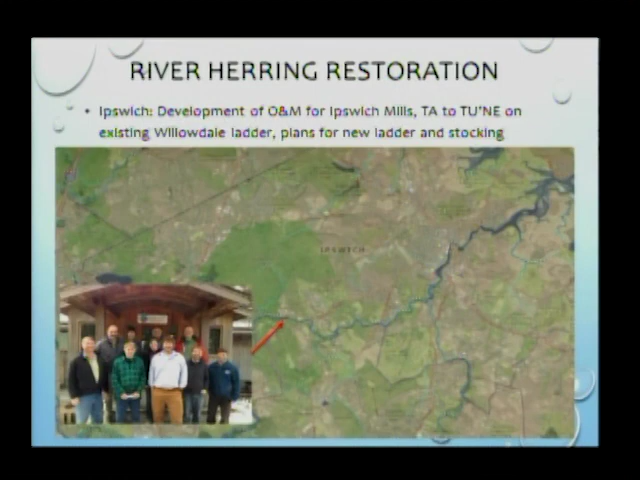 RIVER HERRING RESTORATION
• Ipswich: Development of O&M for Ipswich Mills, TA to TU'NE on
existing Willowdale ladder, plans for new ladder and stocking
IPSWICH